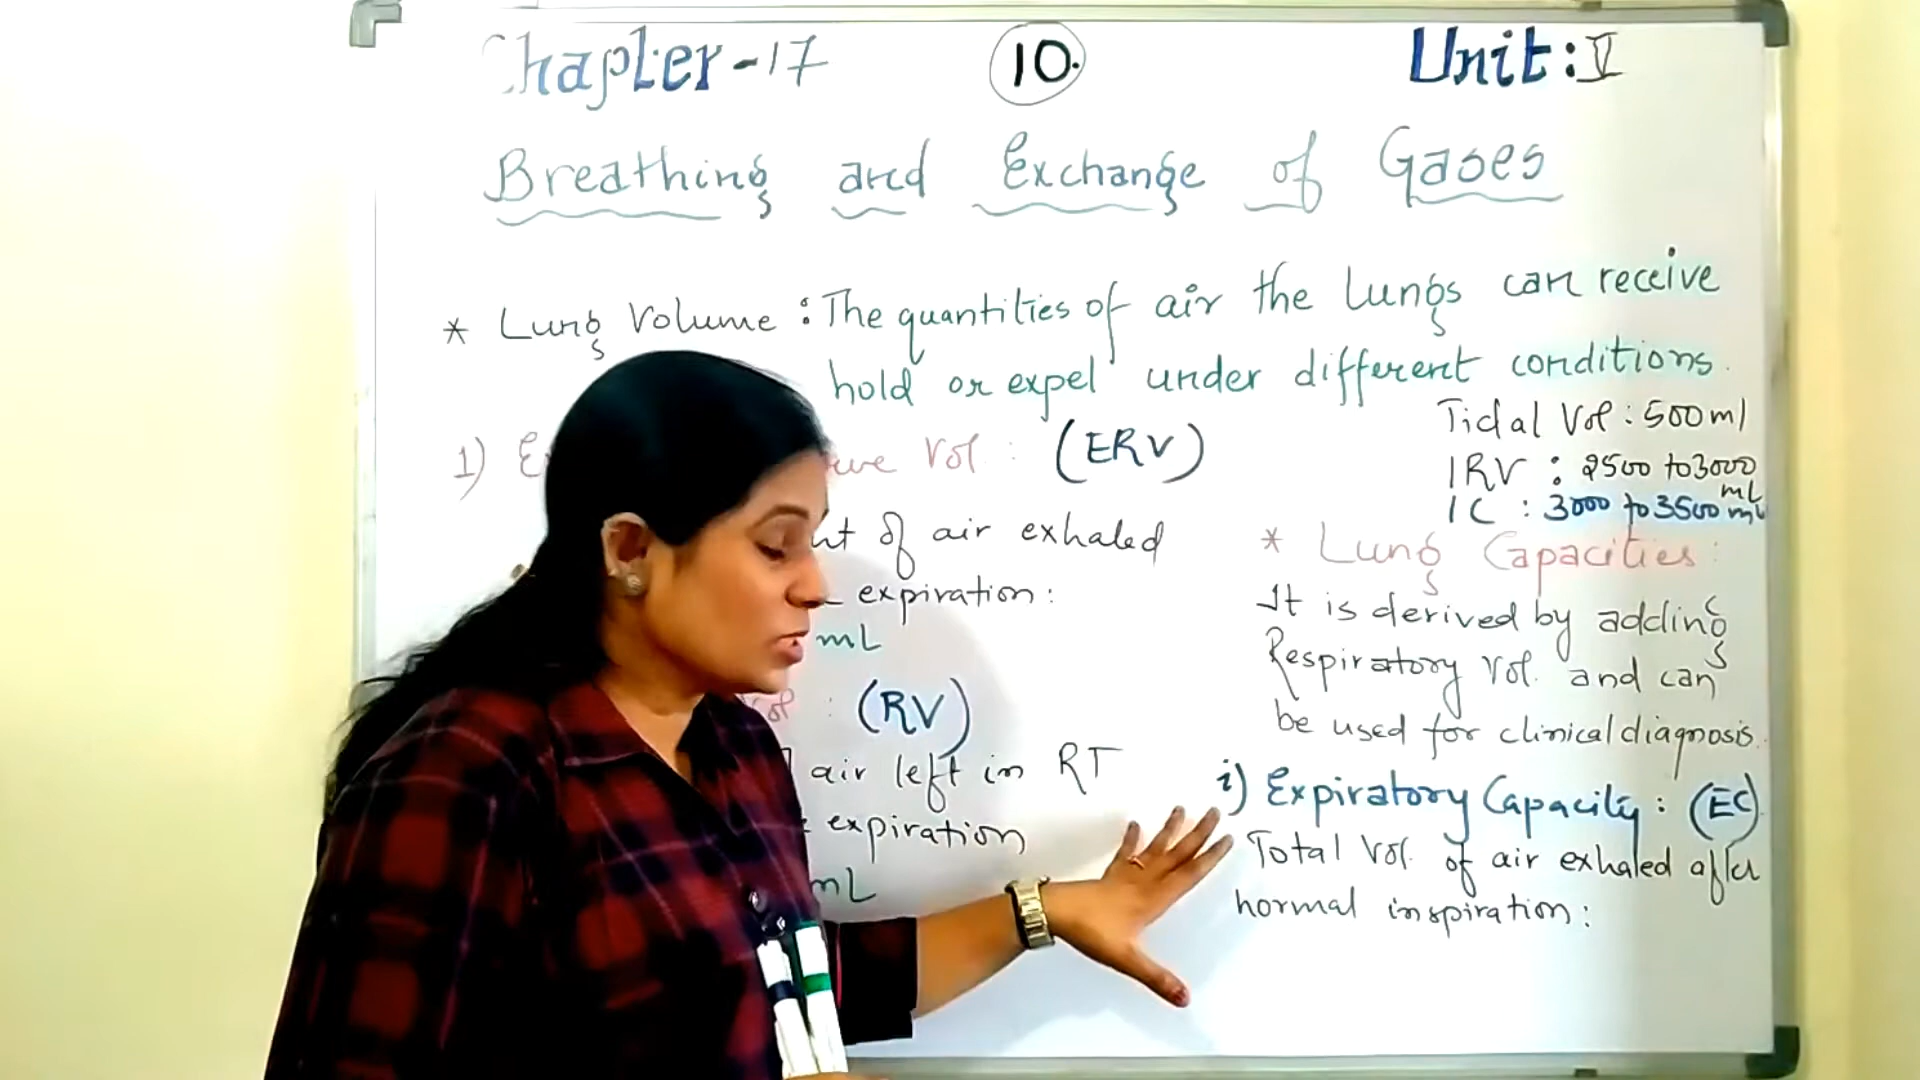 Chapter-17
10.
Unit: V
Breathing and Exchange of Gases
* Lung Volume : The quantities of air the Lungs can receive
hold or expel under different conditions.
1) Vol : (ERV)
of air exhaled
expiration :
mL
: (RV)
air left in RT
expiration
mL
Tidal Vol : 500ml
IRV : 2500 to 3000 mL
IC : 3000 to 3500 mL
* Lung Capacities :
It is derived by adding
Respiratory Vol. and can
be used for clinical diagnosis.
i) Expiratory Capacity : (EC)
Total Vol. of air exhaled after
normal inspiration :